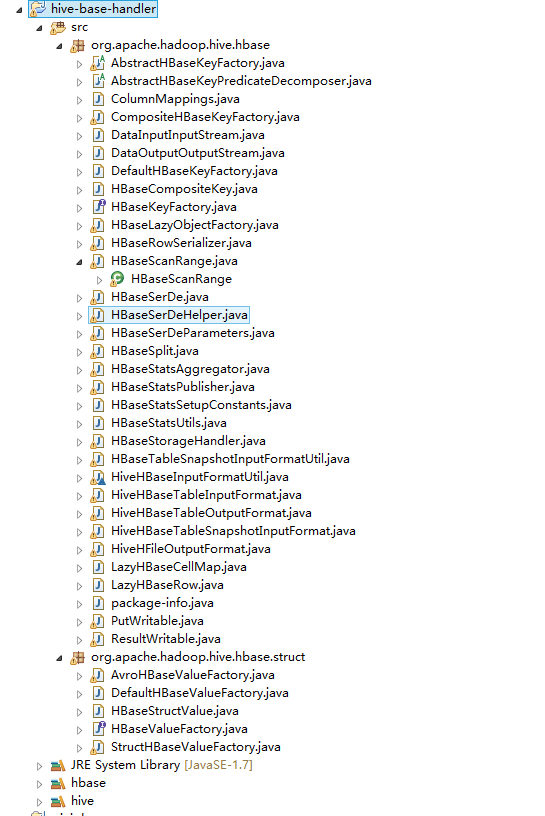 hive-base-handler
src
org.apache.hadoop.hive.hbase
AbstractHBaseKeyFactory.java
AbstractHBaseKeyPredicateDecomposer.java
ColumnMappings.java
CompositeHBaseKeyFactory.java
DataInputInputStream.java
DataOutputOutputStream.java
DefaultHBaseKeyFactory.java
HBaseCompositeKey.java
HBaseKeyFactory.java
HBaseLazyObjectFactory.java
HBaseRowSerializer.java
HBaseScanRange.java
HBaseScanRange
HBaseSerDe.java
HBaseSerDeHelper.java
HBaseSerDeParameters.java
HBaseSplit.java
HBaseStatsAggregator.java
HBaseStatsPublisher.java
HBaseStatsSetupConstants.java
HBaseStatsUtils.java
HBaseStorageHandler.java
HBaseTableSnapshotInputFormatUtil.java
HiveHBaseInputFormatUtil.java
HiveHBaseTableInputFormat.java
HiveHBaseTableOutputFormat.java
HiveHBaseTableSnapshotInputFormat.java
HiveHFileOutputFormat.java
LazyHBaseCellMap.java
LazyHBaseRow.java
package-info.java
PutWritable.java
ResultWritable.java
org.apache.hadoop.hive.hbase.struct
AvroHBaseValueFactory.java
DefaultHBaseValueFactory.java
HBaseStructValue.java
HBaseValueFactory.java
StructHBaseValueFactory.java
JRE System Library [JavaSE-1.7]
hbase
hive